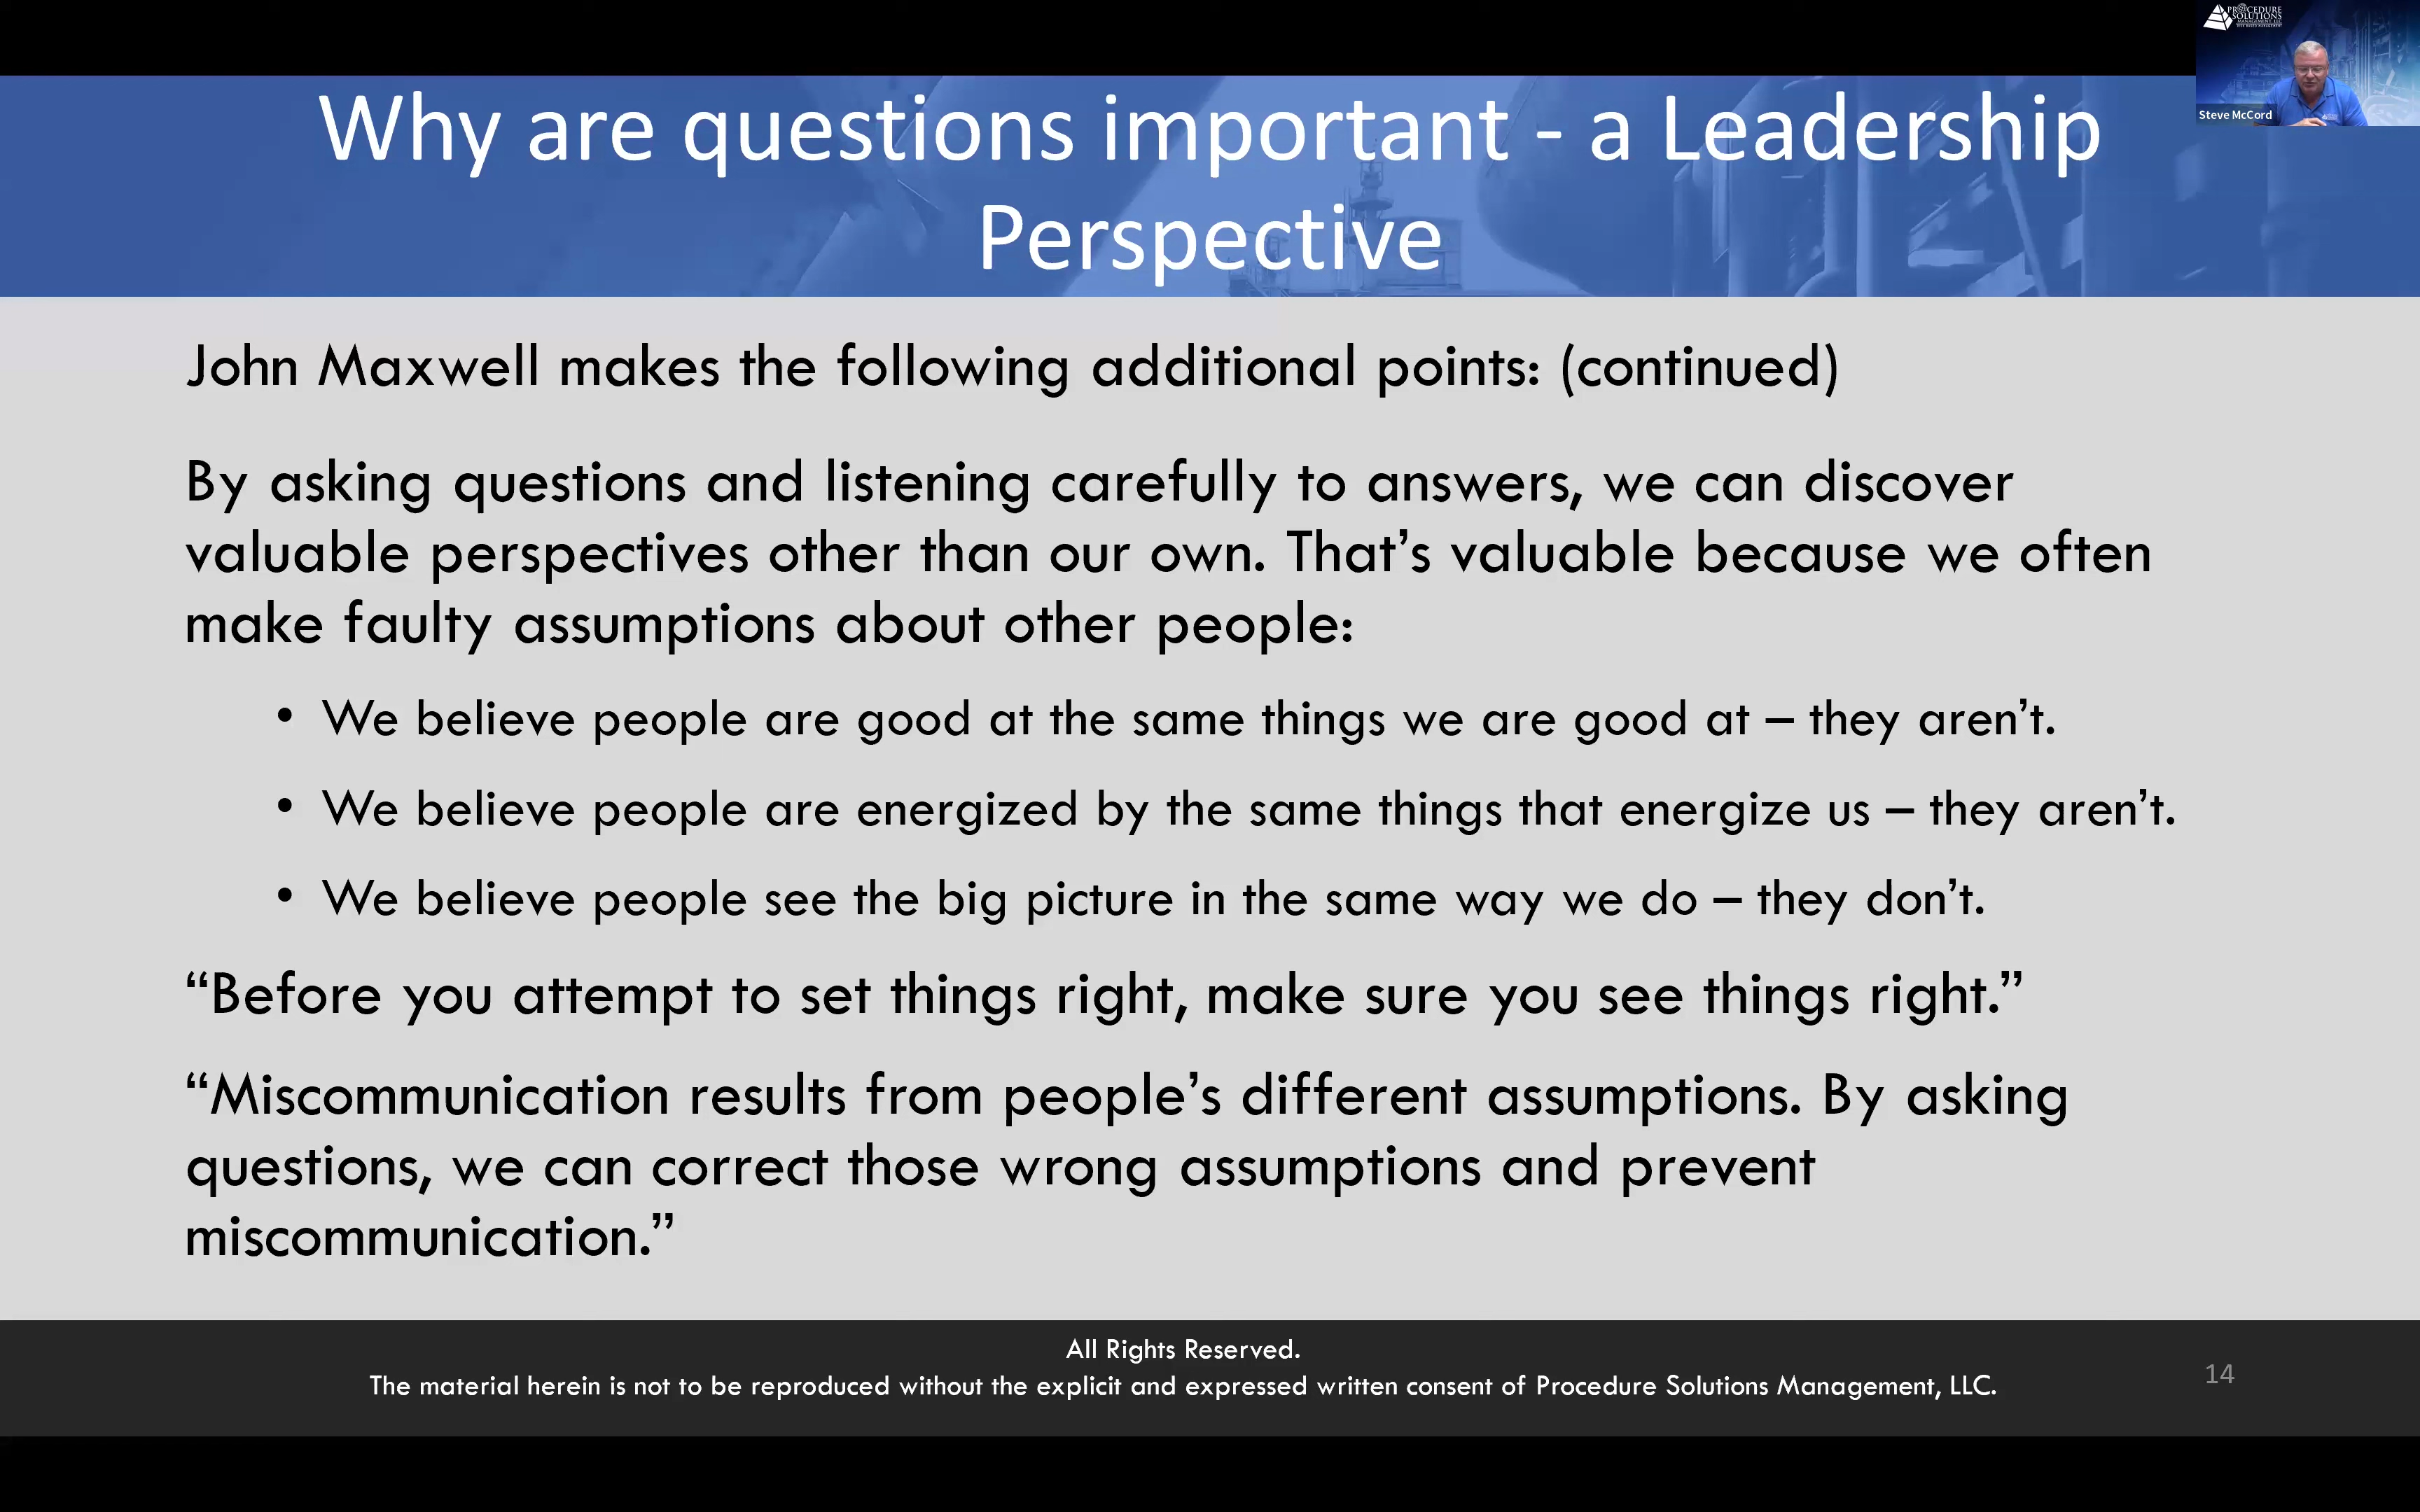 PROCEDURE
SOLUTIONS
Steve McCord
Why are questions important - a Leadership
Perspective
John Maxwell makes the following additional points: (continued)
By asking questions and listening carefully to answers, we can discover
valuable perspectives other than our own. That’s valuable because we often
make faulty assumptions about other people:
• We believe people are good at the same things we are good at – they aren’t.
• We believe people are energized by the same things that energize us – they aren’t.
• We believe people see the big picture in the same way we do – they don’t.
“Before you attempt to set things right, make sure you see things right.”
“Miscommunication results from people’s different assumptions. By asking
questions, we can correct those wrong assumptions and prevent
miscommunication.”
All Rights Reserved.
The material herein is not to be reproduced without the explicit and expressed written consent of Procedure Solutions Management, LLC.
14